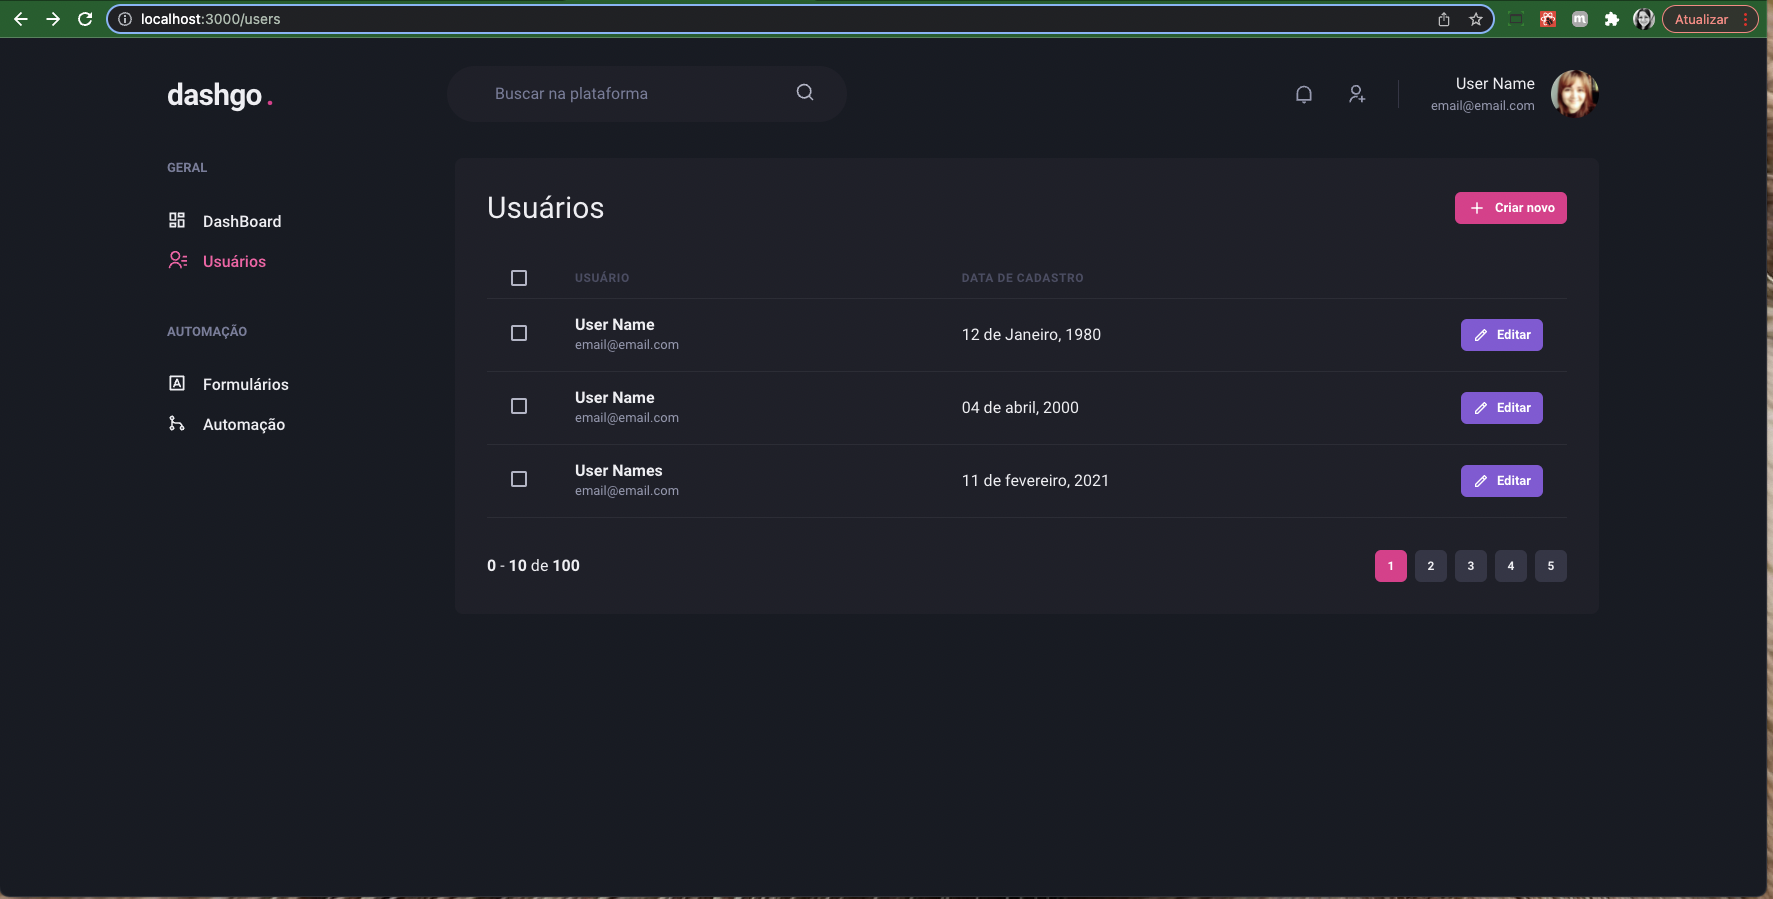 localhost:3000/users
Atualizar
dashgo.
Buscar na plataforma
User Name
email@email.com
GERAL
DashBoard
Usuários
AUTOMAÇÃO
Formulários
Automação
Usuários
Criar novo
USUÁRIO DATA DE CADASTRO
User Name
email@email.com
12 de Janeiro, 1980
Editar
User Name
email@email.com
04 de abril, 2000
Editar
User Names
email@email.com
11 de fevereiro, 2021
Editar
0 - 10 de 100
1 2 3 4 5